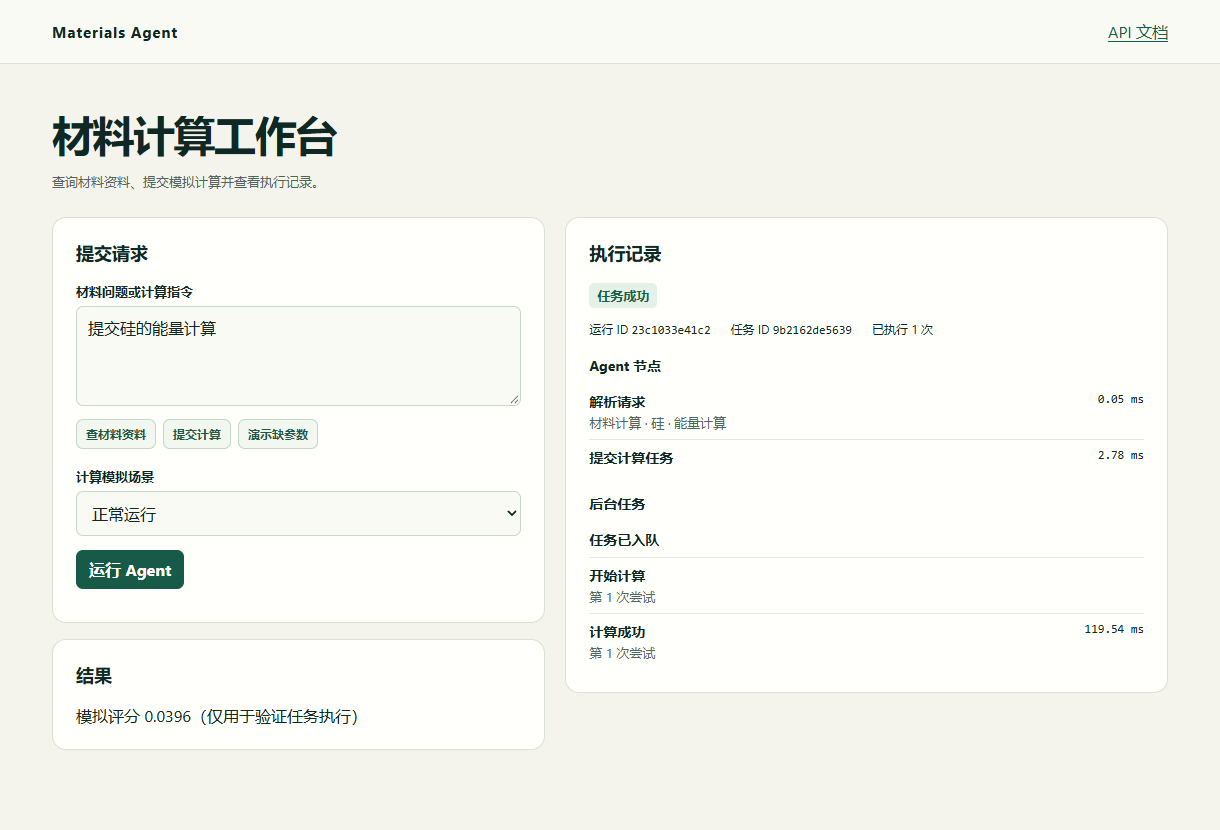 Materials Agent
API 文档
材料计算工作台
查询材料资料、提交模拟计算并查看执行记录。
提交请求
材料问题或计算指令
提交硅的能量计算
查材料资料
提交计算
演示缺参数
计算模拟场景
正常运行
运行 Agent
结果
模拟评分 0.0396（仅用于验证任务执行）
执行记录
任务成功
运行 ID 23c1033e41c2 任务 ID 9b2162de5639 已执行 1 次
Agent 节点
解析请求 0.05 ms
材料计算 · 硅 · 能量计算
提交计算任务 2.78 ms
后台任务
任务已入队
开始计算
第 1 次尝试
计算成功 119.54 ms
第 1 次尝试